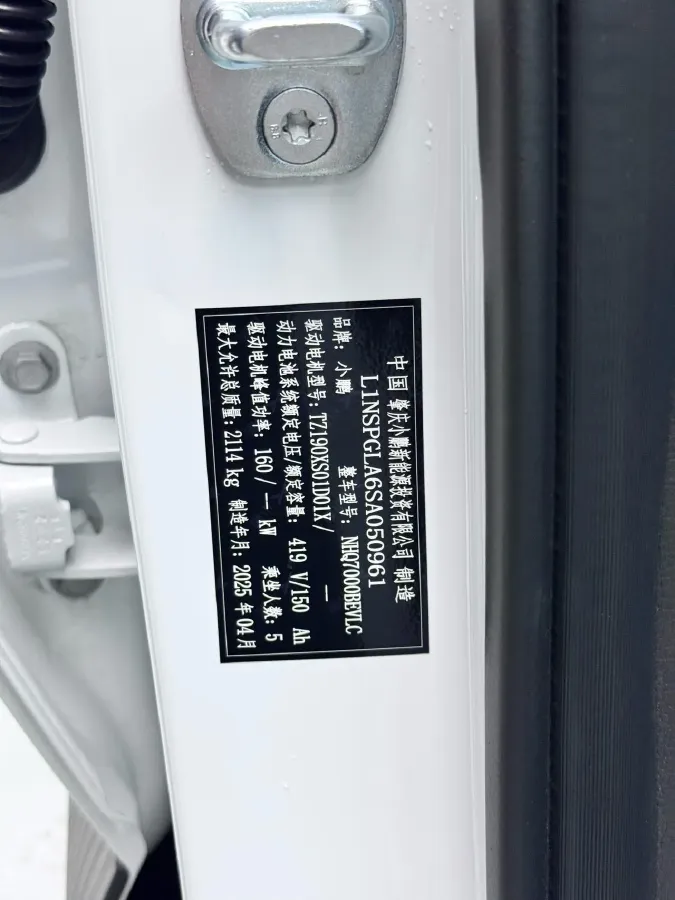 中国 肇庆小鹏新能源投资有限公司 制造
L1NSPGLA6SA050961
品牌：小鹏 整车型号：NHQ7000BEVLC
驱动电机型号：TZ190XS01D01X/ —
动力电池系统额定电压/额定容量：419 V/150 Ah
驱动电机峰值功率：160/ — kW 乘坐人数：5
最大允许总质量：2114 kg 制造年月：2025 年 04 月